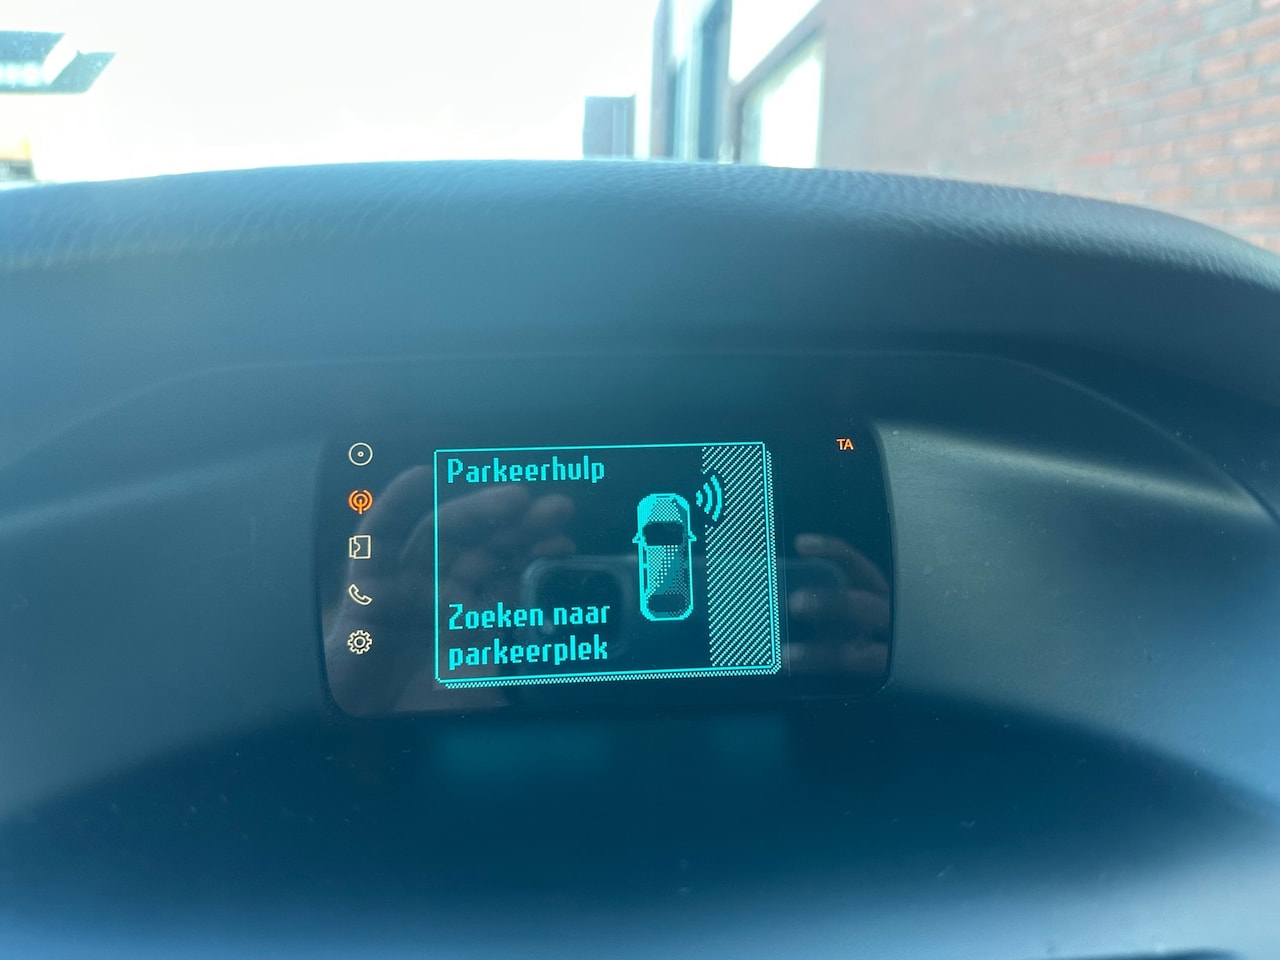 Parkeerhulp
TA
Zoeken naar
parkeerplek